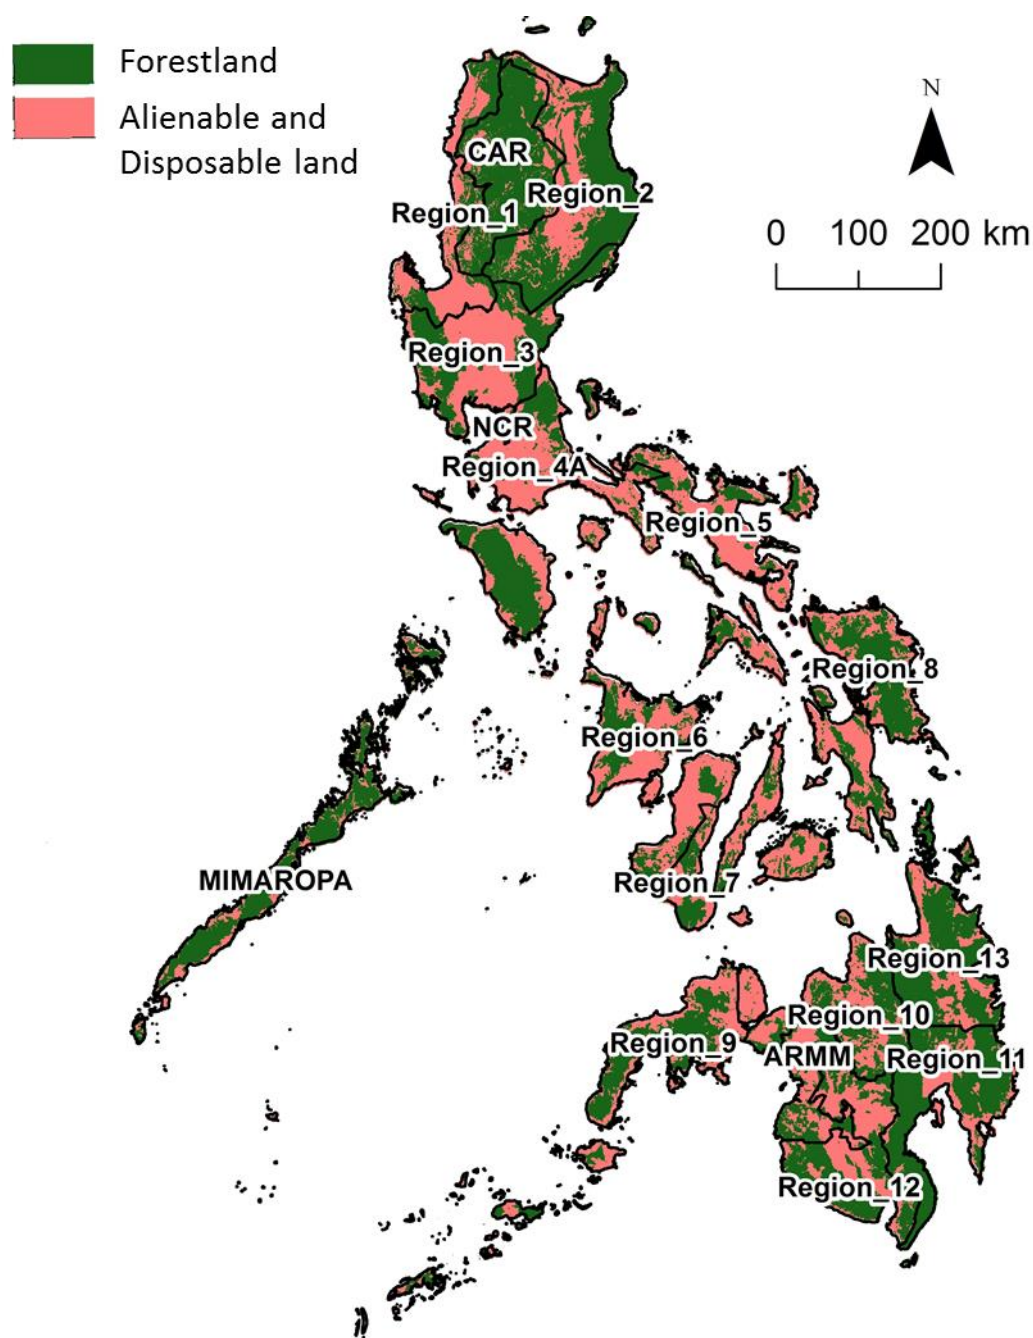 Forestland
Alienable and
Disposable land
N
0 100 200 km
CAR
Region_2
Region_1
Region_3
NCR
Region_4A
Region_5
Region_8
Region_6
MIMAROPA
Region_7
Region_13
Region_10
Region_9
ARMM
Region_11
Region_12